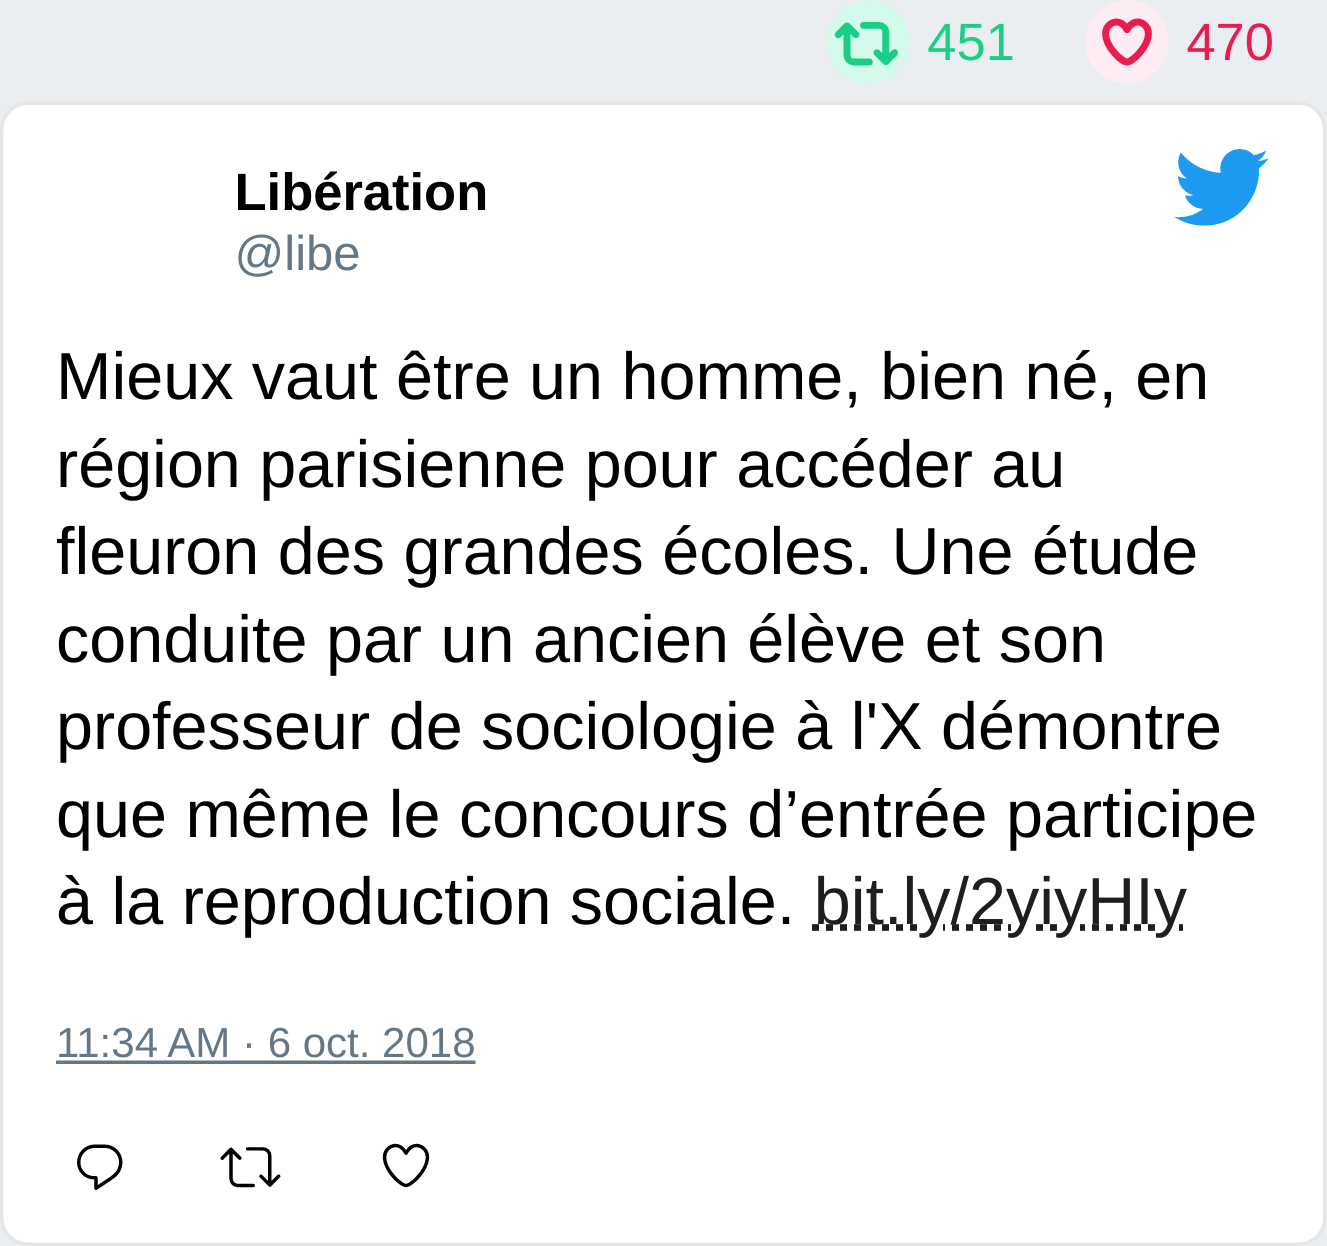 451 470
Libération
@libe
Mieux vaut être un homme, bien né, en
région parisienne pour accéder au
fleuron des grandes écoles. Une étude
conduite par un ancien élève et son
professeur de sociologie à l'X démontre
que même le concours d’entrée participe
à la reproduction sociale. bit.ly/2yiyHIy
11:34 AM · 6 oct. 2018